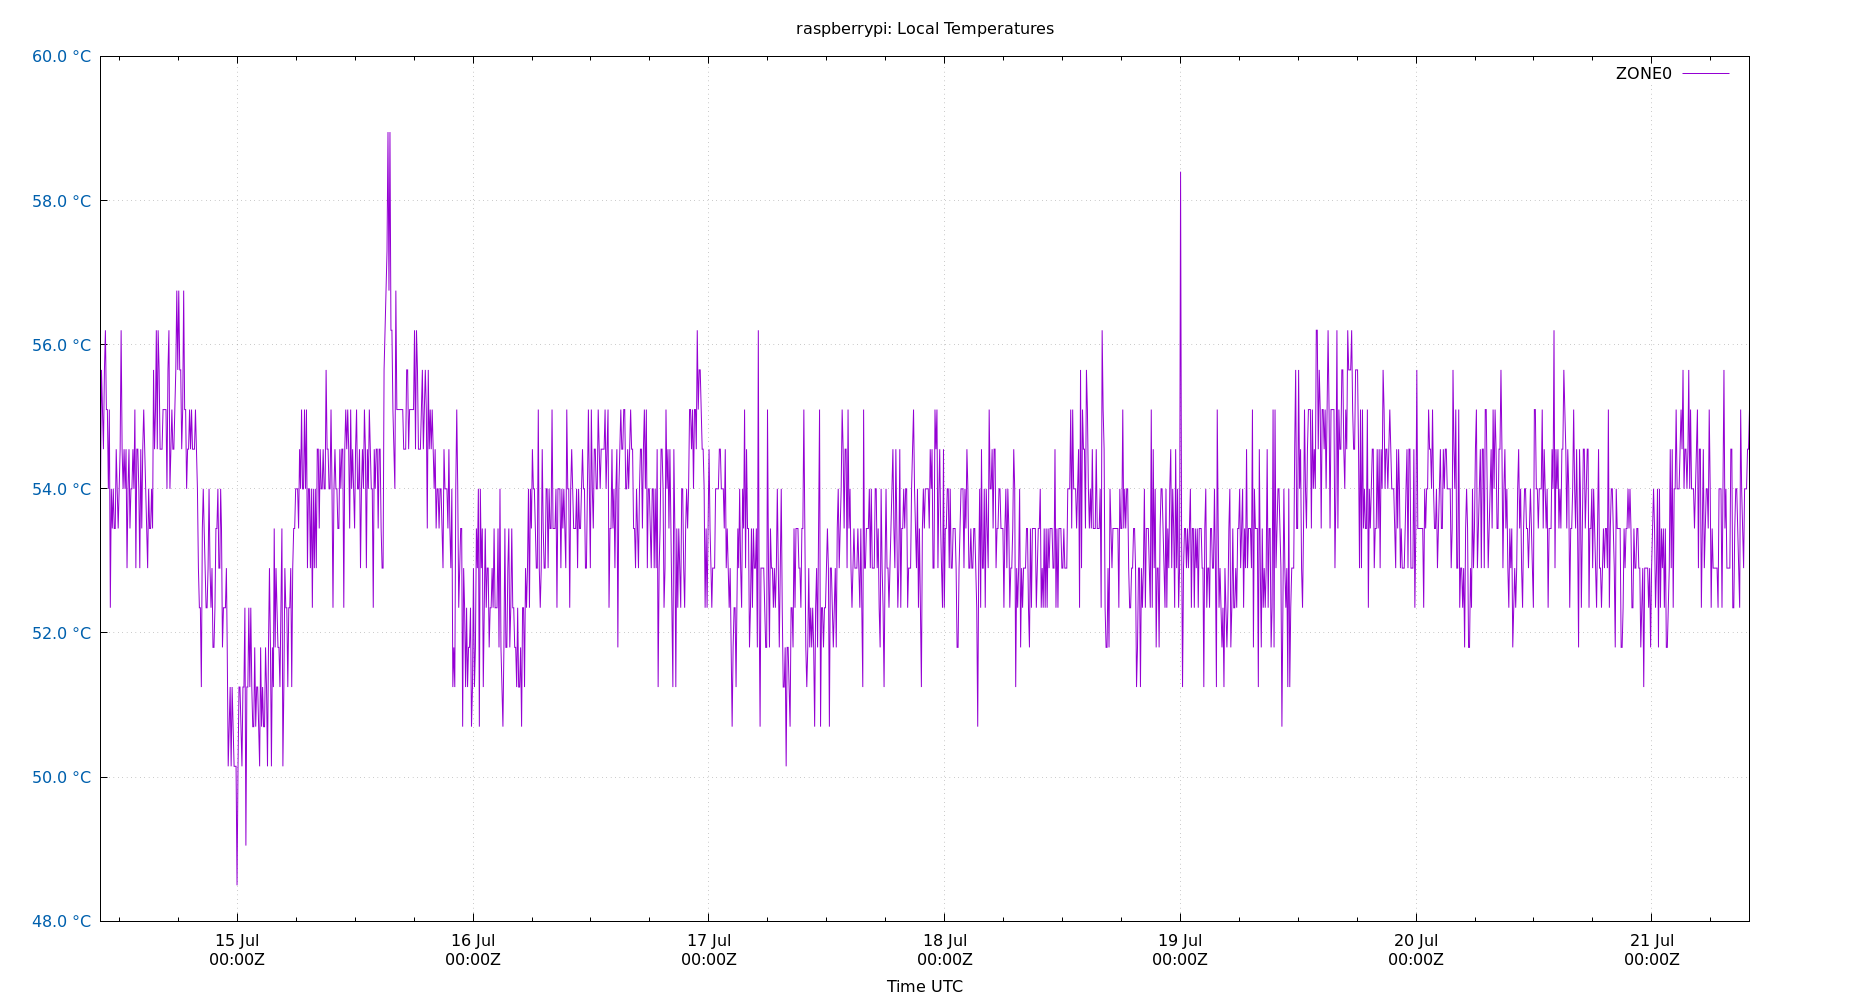 raspberrypi: Local Temperatures
60.0 °C
ZONE0
58.0 °C
56.0 °C
54.0 °C
52.0 °C
50.0 °C
48.0 °C
15 Jul 16 Jul 17 Jul 18 Jul 19 Jul 20 Jul 21 Jul
00:00Z 00:00Z 00:00Z 00:00Z 00:00Z 00:00Z 00:00Z
Time UTC